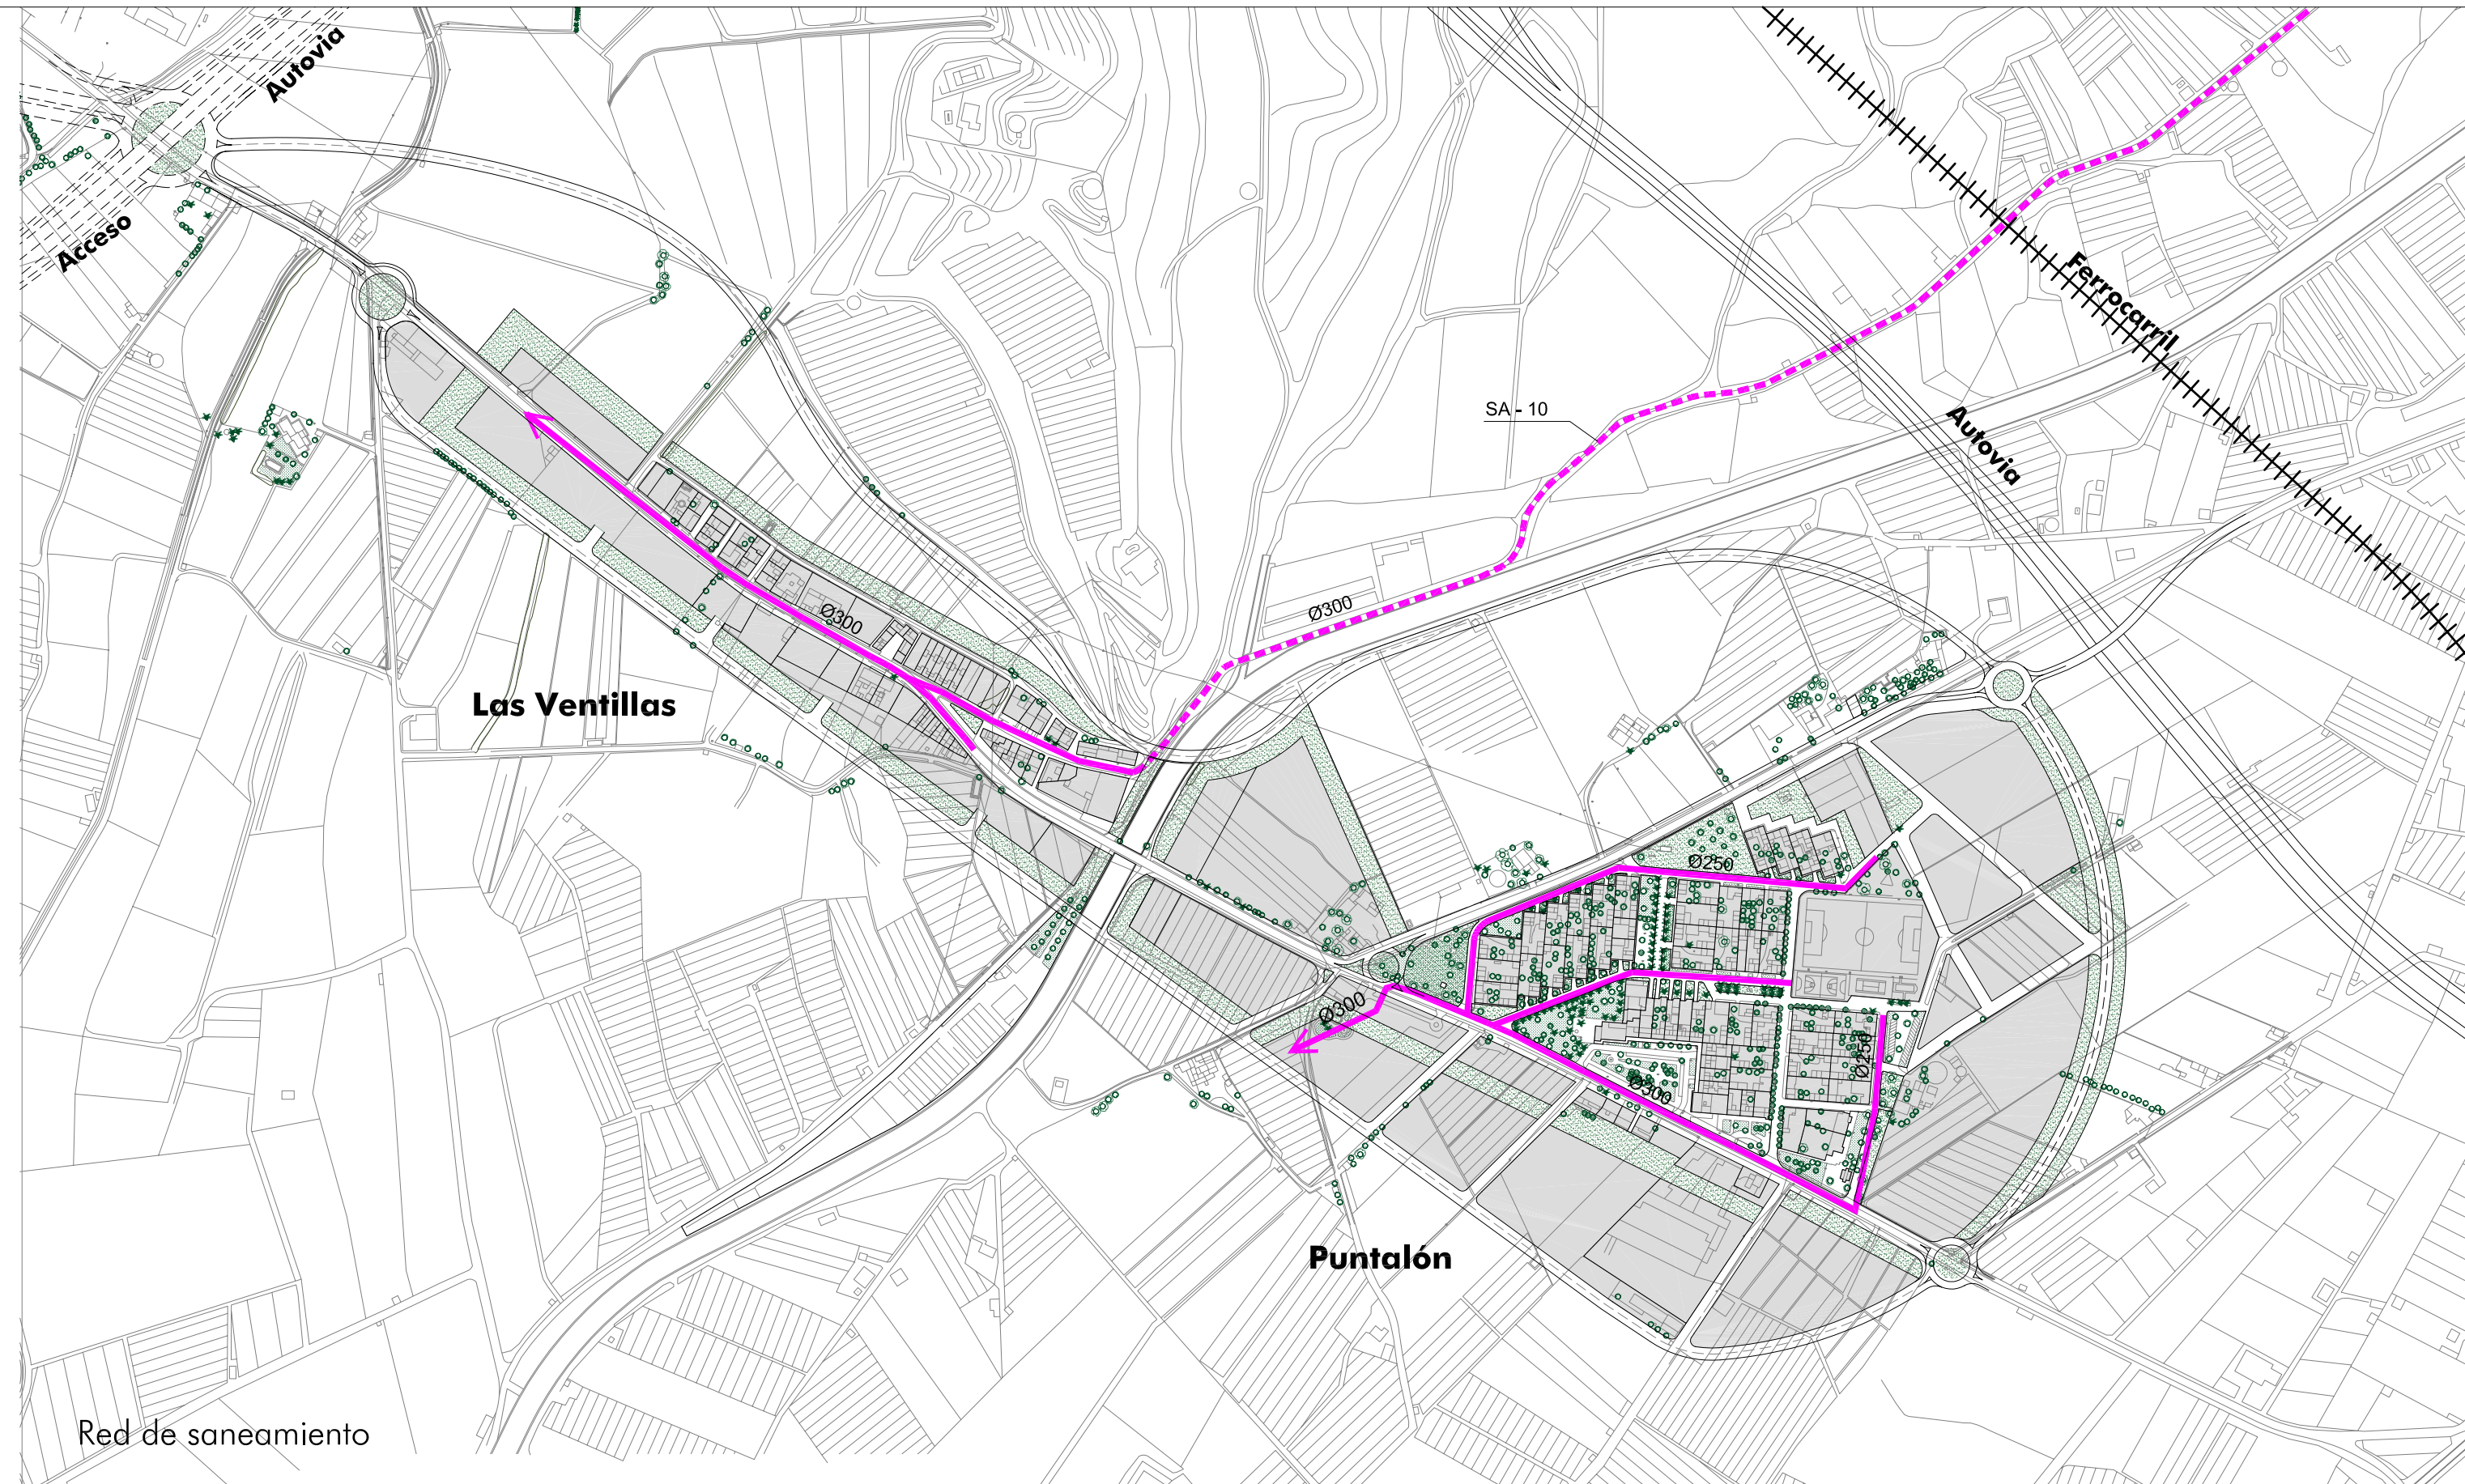 Autovia
Acceso
Ferrocarril
SA - 10
Autovia
Ø300
Ø300
Las Ventillas
Ø250
Ø300
Ø250
Ø300
Puntalón
Red de saneamiento